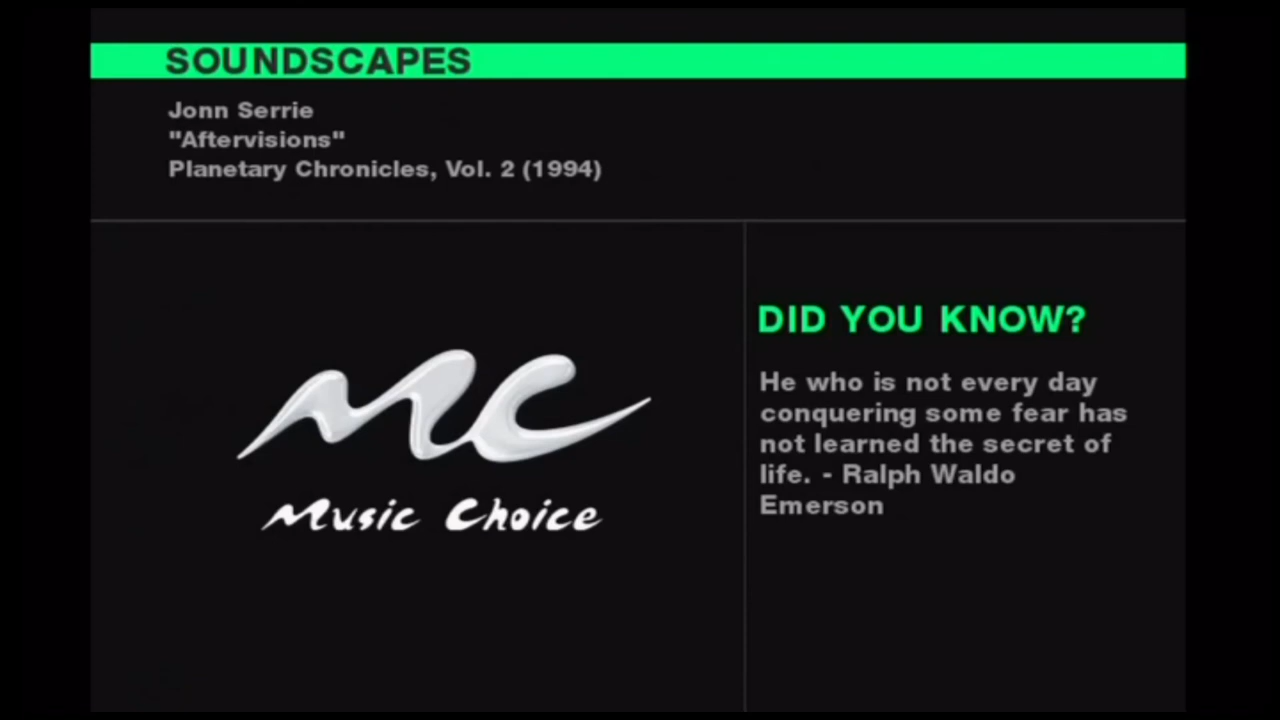 SOUNDSCAPES
Jonn Serrie
"Aftervisions"
Planetary Chronicles, Vol. 2 (1994)
MC
Music Choice
DID YOU KNOW?
He who is not every day
conquering some fear has
not learned the secret of
life. - Ralph Waldo
Emerson